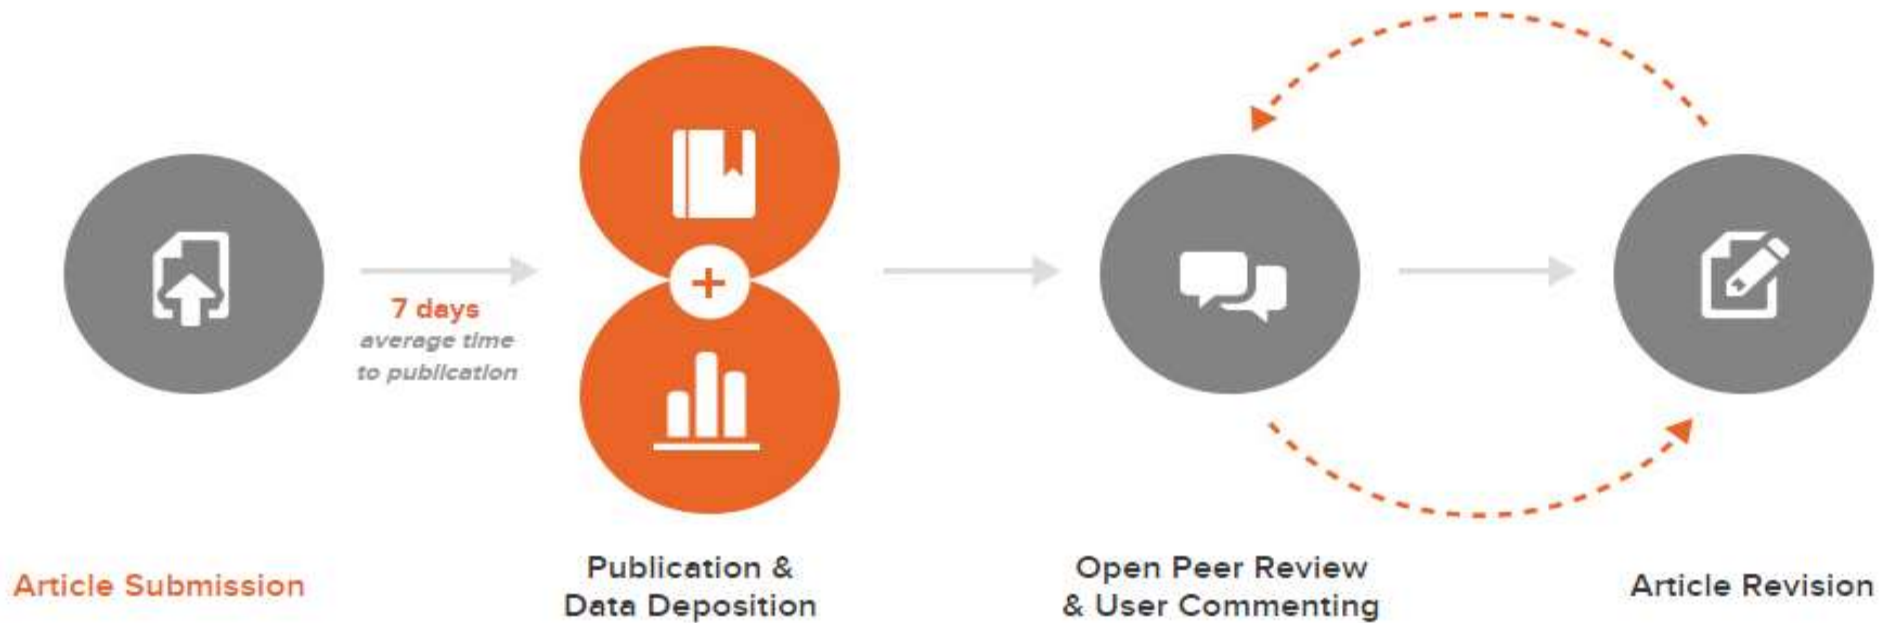 7 days
average time
to publication
Article Submission
Publication &
Data Deposition
Open Peer Review
& User Commenting
Article Revision